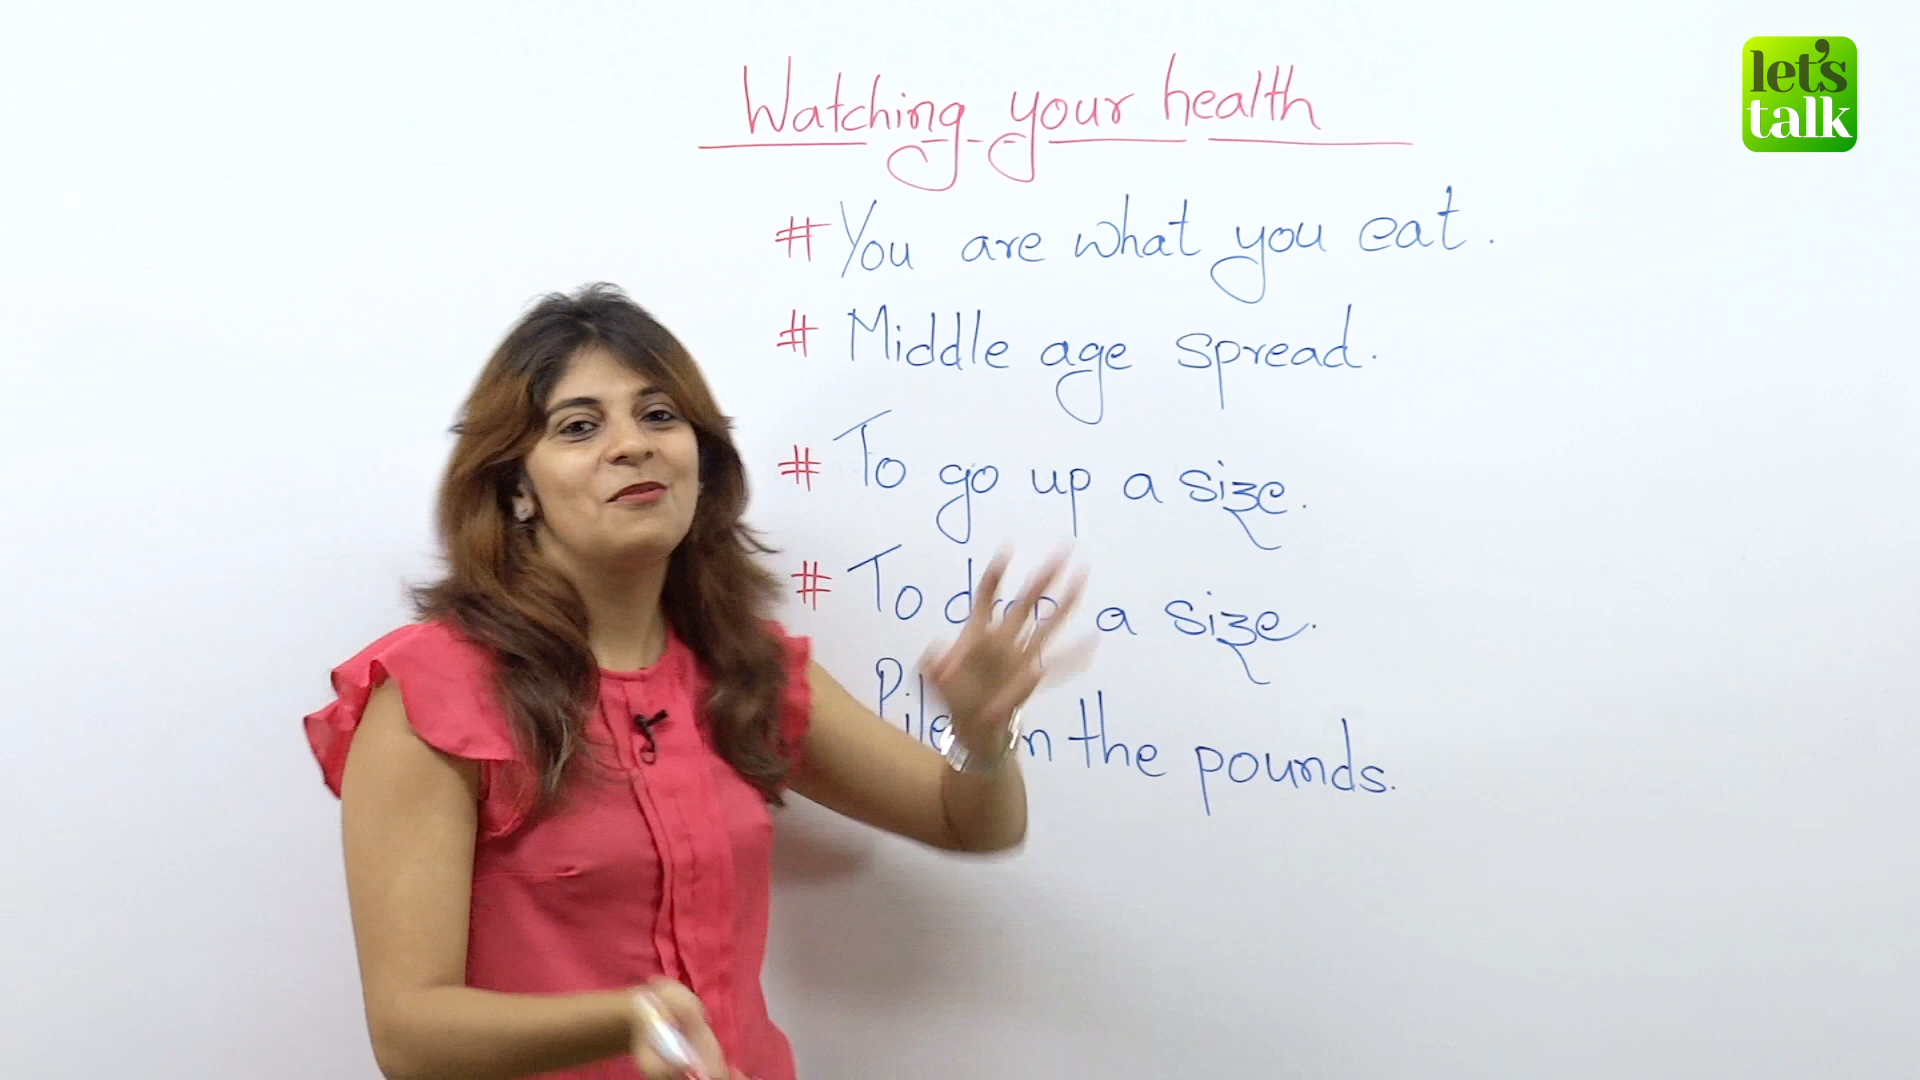 let's
talk
Watching your health
# You are what you eat.
# Middle age spread.
# To go up a size.
# To drop a size.
the pounds.